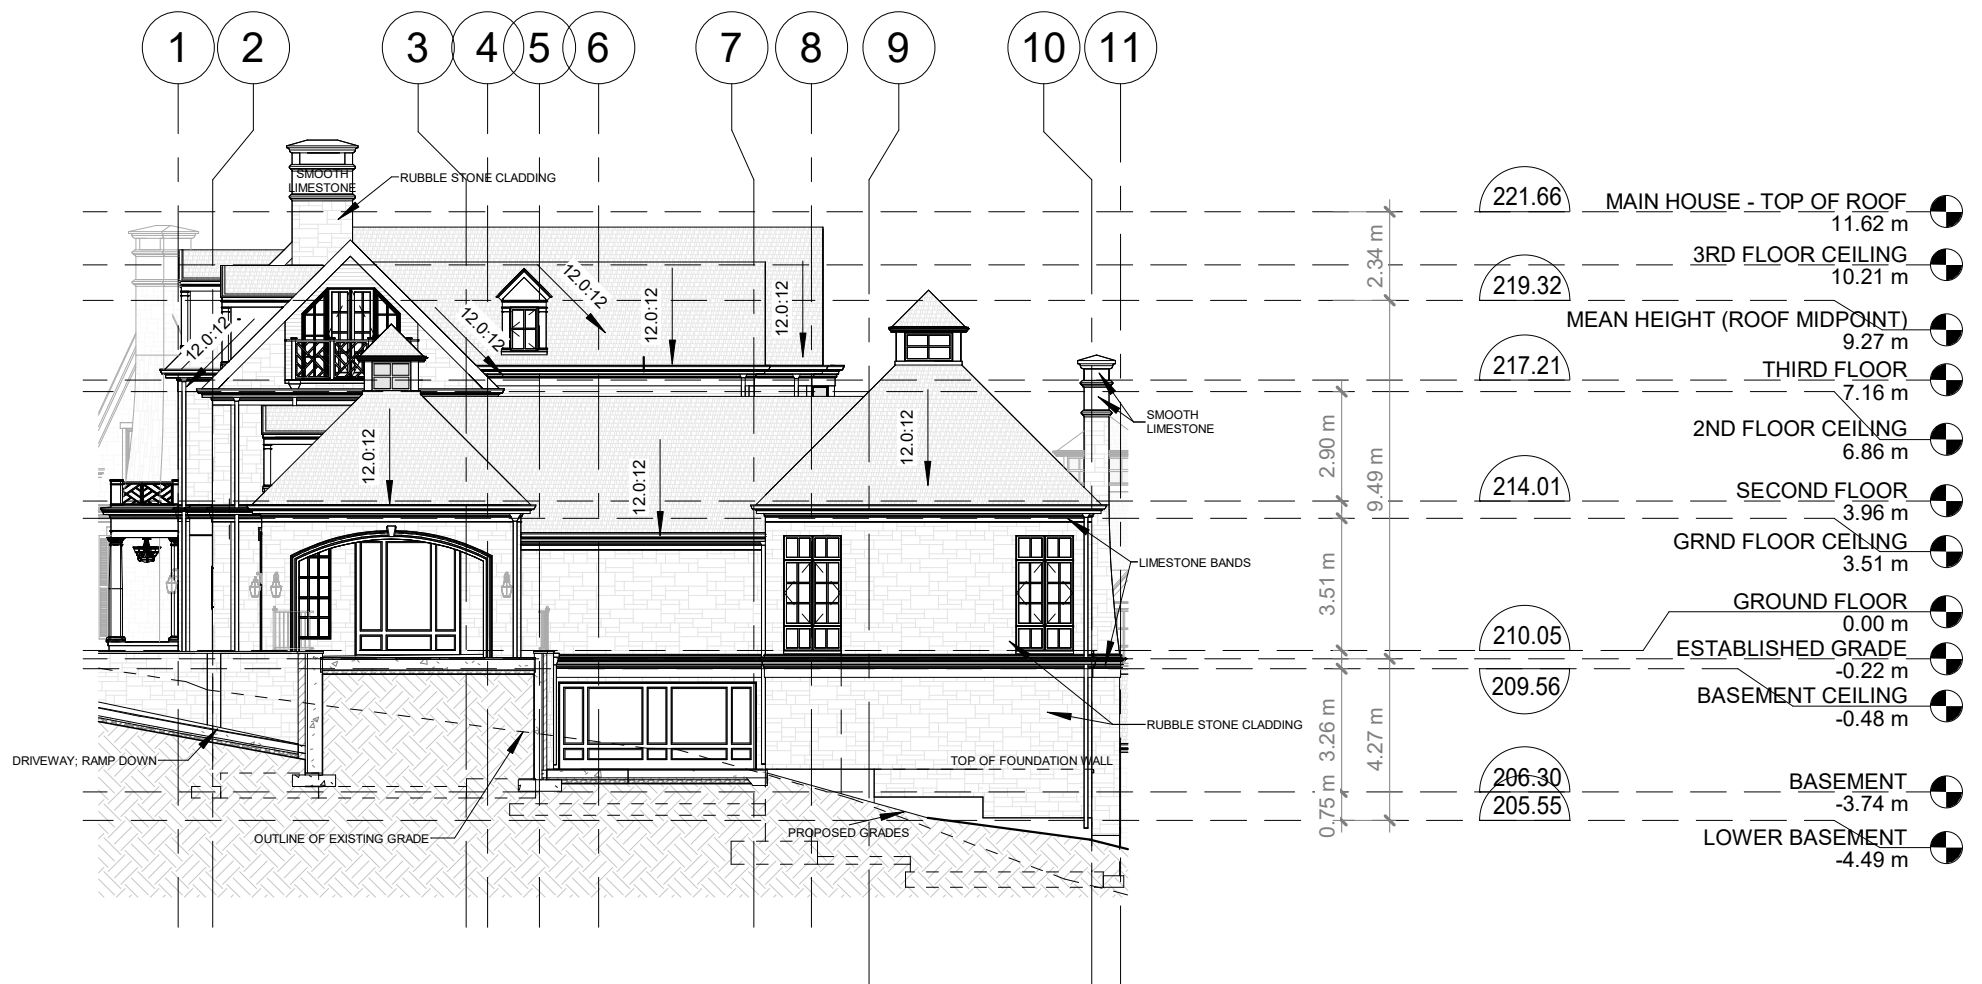 1 2 3 4 5 6 7 8 9 10 11
SMOOTH
LIMESTONE
RUBBLE STONE CLADDING
12.0:12
12.0:12
12.0:12
12.0:12
12.0:12
12.0:12
12.0:12
12.0:12
SMOOTH
LIMESTONE
LIMESTONE BANDS
RUBBLE STONE CLADDING
TOP OF FOUNDATION WALL
DRIVEWAY; RAMP DOWN
OUTLINE OF EXISTING GRADE
PROPOSED GRADES
2.34 m
9.49 m
2.90 m
3.51 m
3.26 m
4.27 m
0.75 m
221.66
219.32
217.21
214.01
210.05
209.56
206.30
205.55
MAIN HOUSE - TOP OF ROOF
11.62 m
3RD FLOOR CEILING
10.21 m
MEAN HEIGHT (ROOF MIDPOINT)
9.27 m
THIRD FLOOR
7.16 m
2ND FLOOR CEILING
6.86 m
SECOND FLOOR
3.96 m
GRND FLOOR CEILING
3.51 m
GROUND FLOOR
0.00 m
ESTABLISHED GRADE
-0.22 m
BASEMENT CEILING
-0.48 m
BASEMENT
-3.74 m
LOWER BASEMENT
-4.49 m